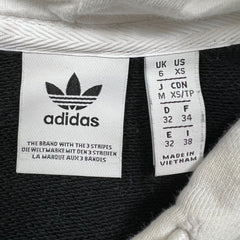 adidas
THE BRAND WITH THE 3 STRIPES
DIE WELTMARKE MIT DEN 3 STREIFEN
LA MARQUE AUX 3 BANDES
UK US
6 XS
J CDN
M XS/TP
D F
32 34
E I
32 38
MADE IN
VIETNAM